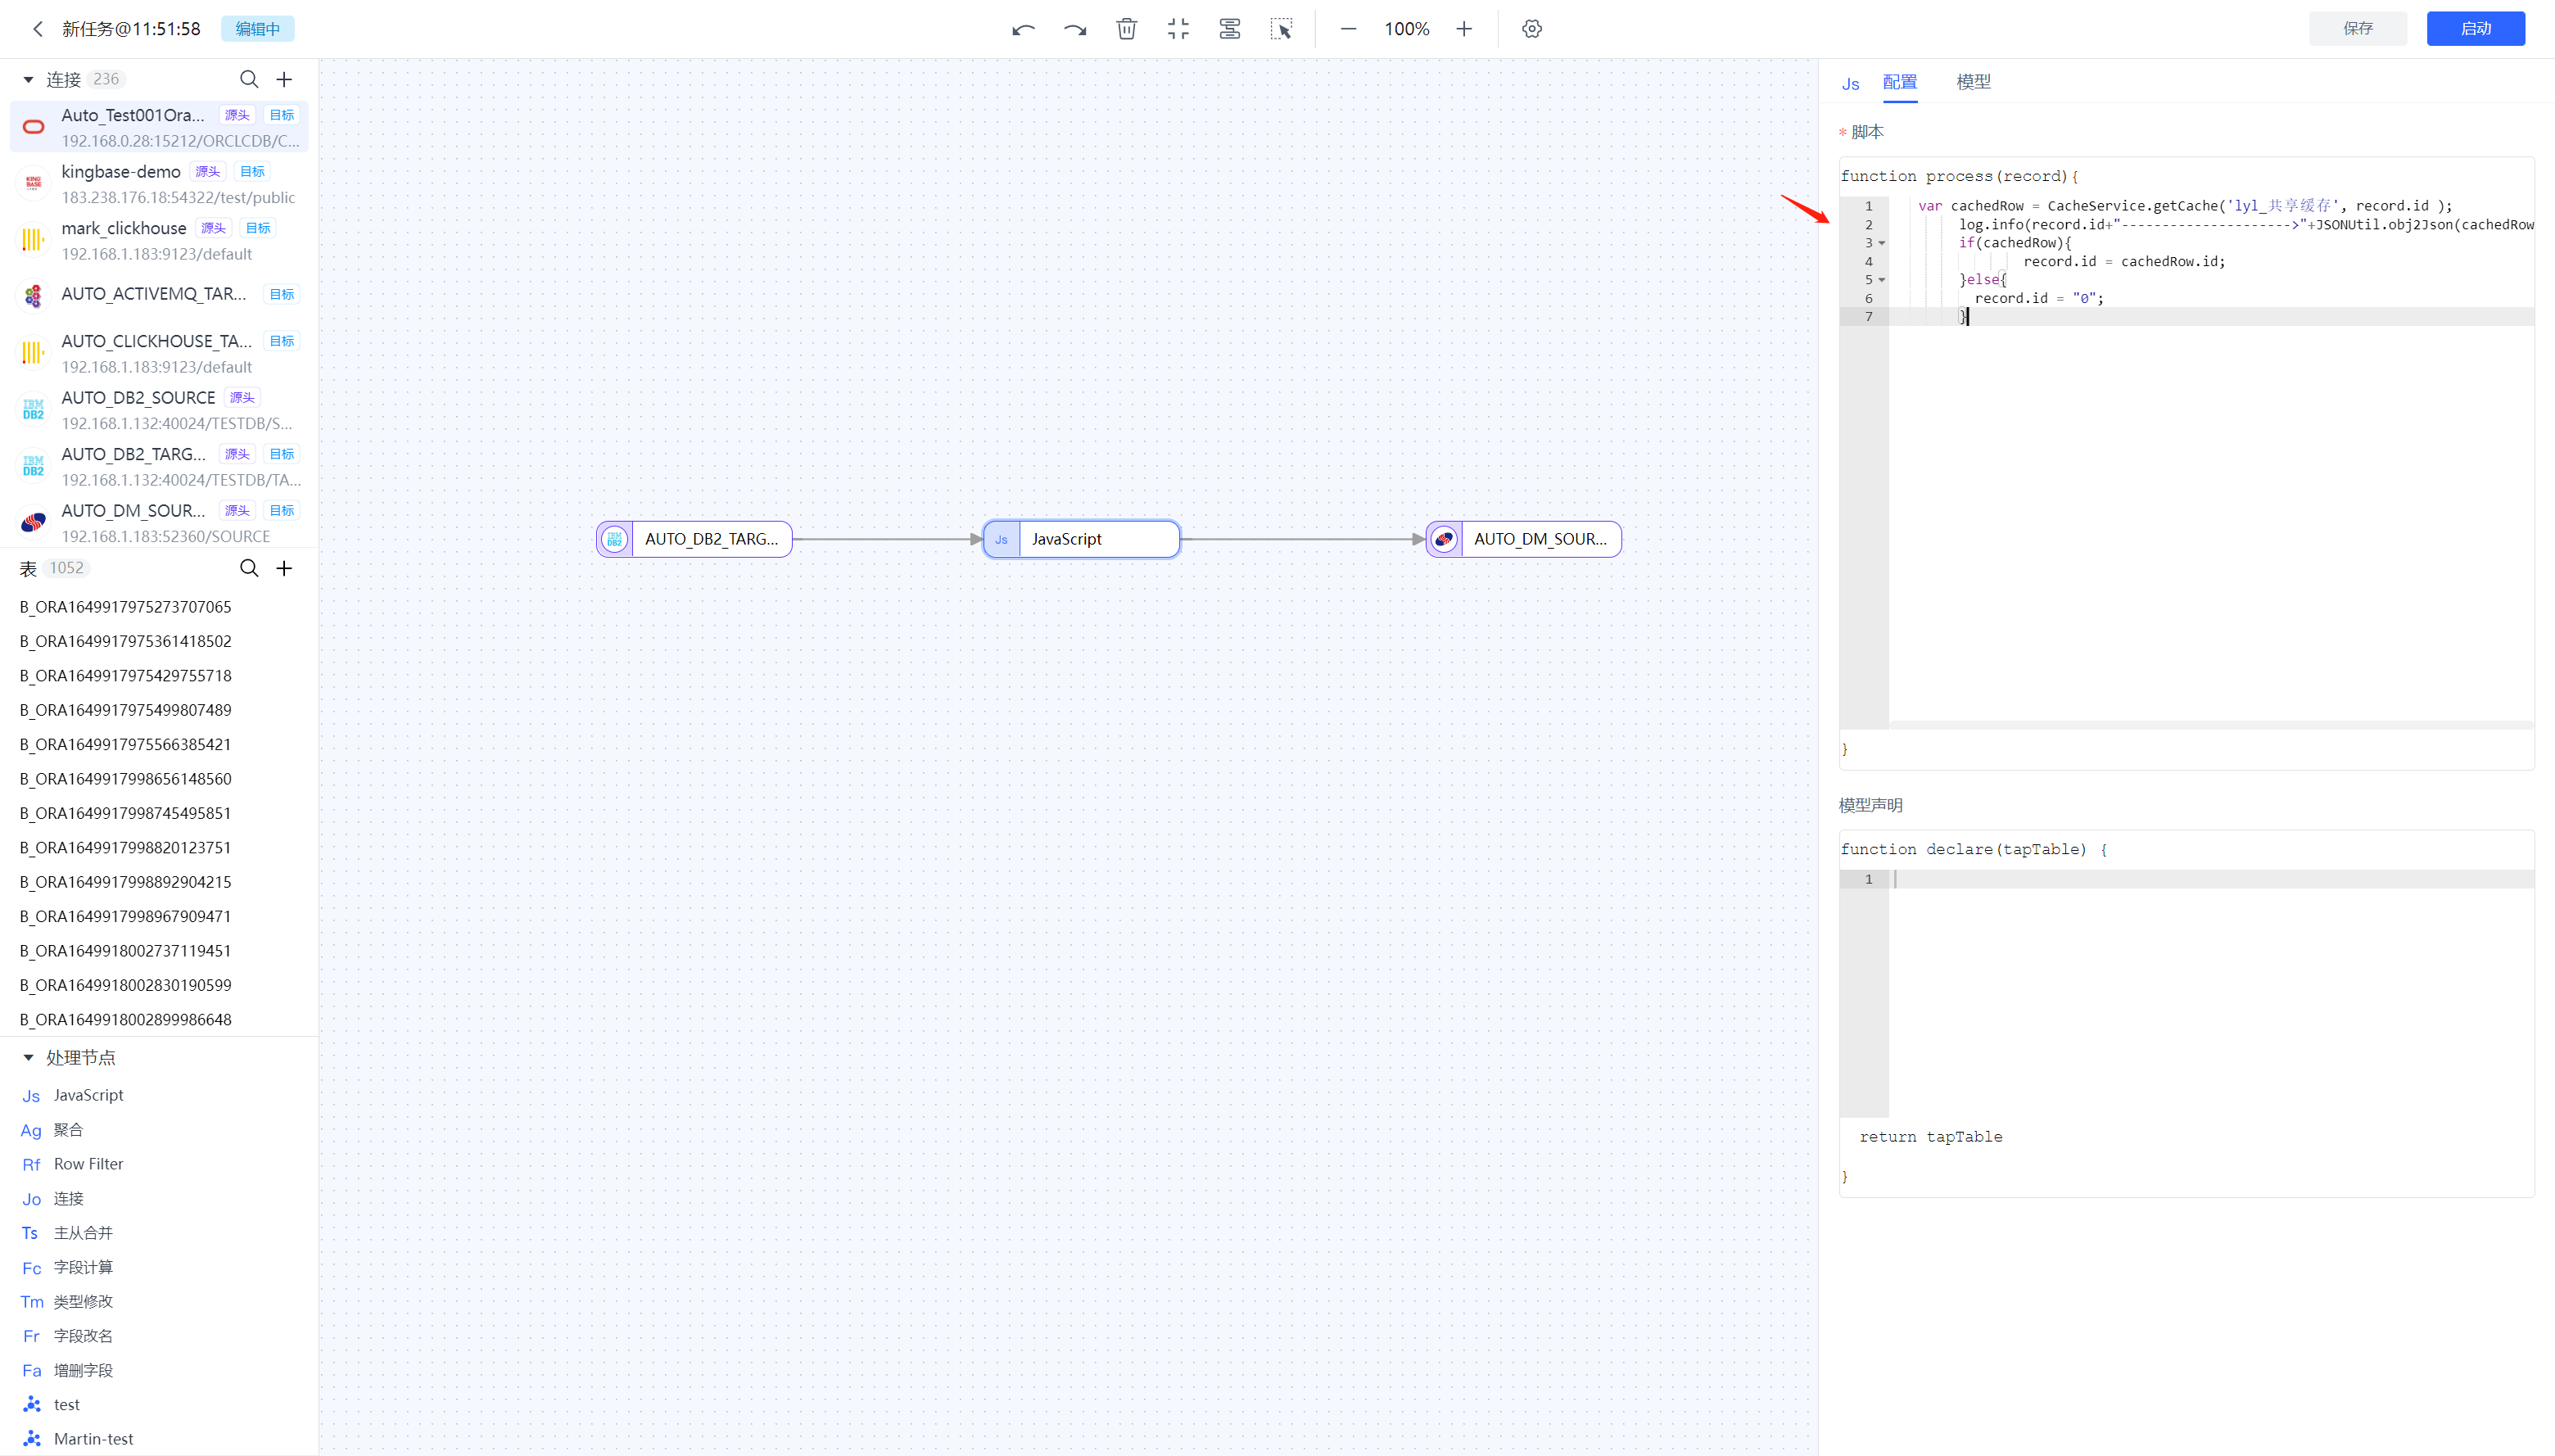 新任务@11:51:58 编辑中 100% 保存 启动
连接 236
Auto_Test001Ora... 源头 目标
192.168.0.28:15212/ORCLCDB/C...
kingbase-demo 源头 目标
183.238.176.18:54322/test/public
mark_clickhouse 源头 目标
192.168.1.183:9123/default
AUTO_ACTIVEMQ_TAR... 目标
AUTO_CLICKHOUSE_TA... 目标
192.168.1.183:9123/default
AUTO_DB2_SOURCE 源头
192.168.1.132:40024/TESTDB/S...
AUTO_DB2_TARG... 源头 目标
192.168.1.132:40024/TESTDB/TA...
AUTO_DM_SOUR... 源头 目标
192.168.1.183:52360/SOURCE
表 1052
B_ORA1649917975273707065
B_ORA1649917975361418502
B_ORA1649917975429755718
B_ORA1649917975499807489
B_ORA1649917975566385421
B_ORA1649917998656148560
B_ORA1649917998745495851
B_ORA1649917998820123751
B_ORA1649917998892904215
B_ORA1649917998967909471
B_ORA1649918002737119451
B_ORA1649918002830190599
B_ORA1649918002899986648
处理节点
Js JavaScript
Ag 聚合
Rf Row Filter
Jo 连接
Ts 主从合并
Fc 字段计算
Tm 类型修改
Fr 字段改名
Fa 增删字段
test
Martin-test
IBM DB2 AUTO_DB2_TARG... Js JavaScript AUTO_DM_SOUR...
Js 配置 模型
* 脚本
function process(record){
1 var cachedRow = CacheService.getCache('lyl_共享缓存', record.id );
2 log.info(record.id+"--------------------->"+JSONUtil.obj2Json(cachedRow
3 if(cachedRow){
4 record.id = cachedRow.id;
5 }else{
6 record.id = "0";
7 }
}
模型声明
function declare(tapTable) {
1
return tapTable
}